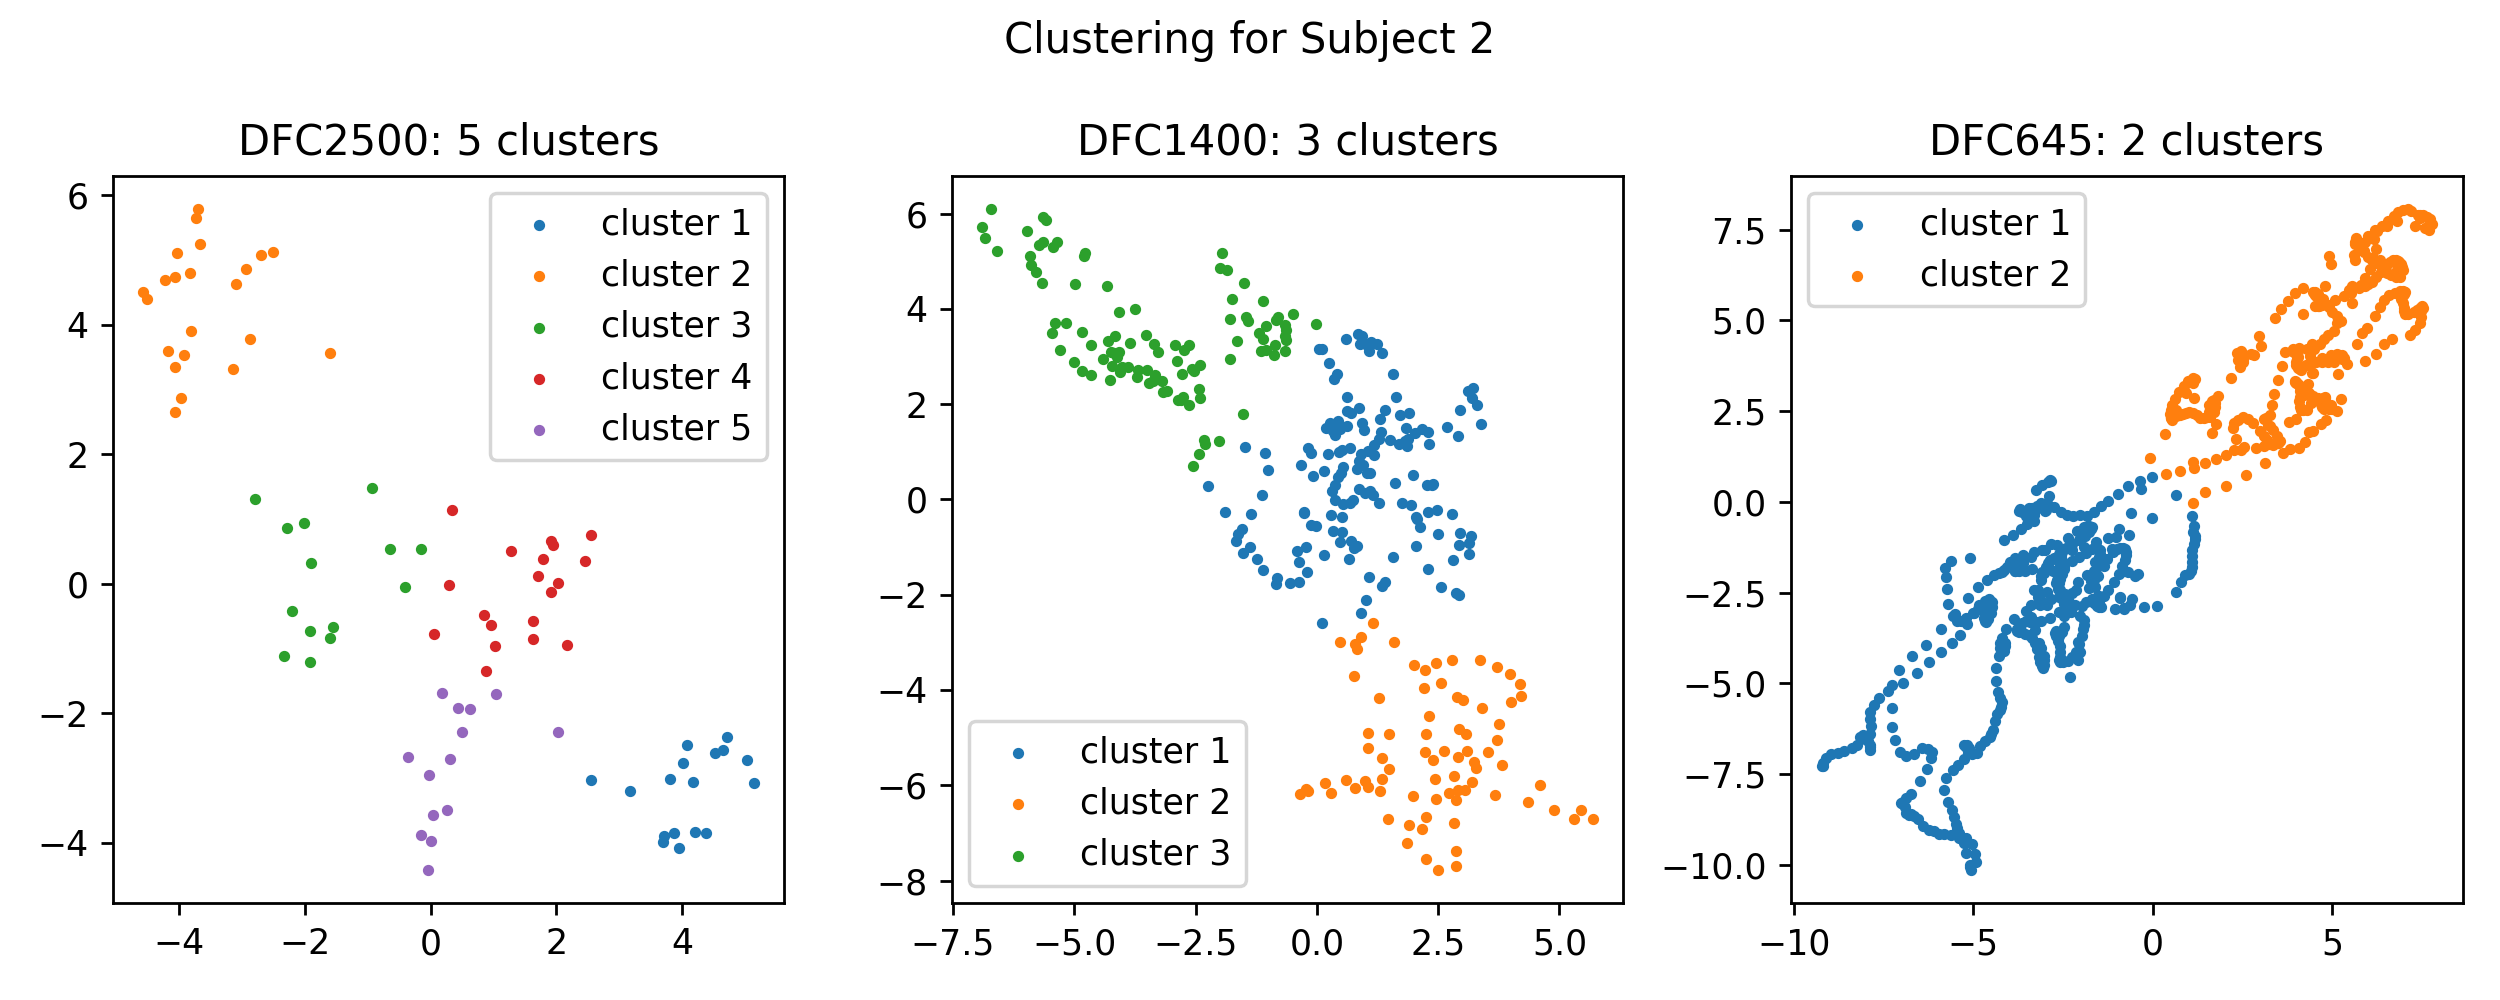 Clustering for Subject 2
DFC2500: 5 clusters
6
4
2
0
−2
−4
−4
−2
0
2
4
cluster 1
cluster 2
cluster 3
cluster 4
cluster 5
DFC1400: 3 clusters
6
4
2
0
−2
−4
−6
−8
−7.5
−5.0
−2.5
0.0
2.5
5.0
cluster 1
cluster 2
cluster 3
DFC645: 2 clusters
7.5
5.0
2.5
0.0
−2.5
−5.0
−7.5
−10.0
−10
−5
0
5
cluster 1
cluster 2